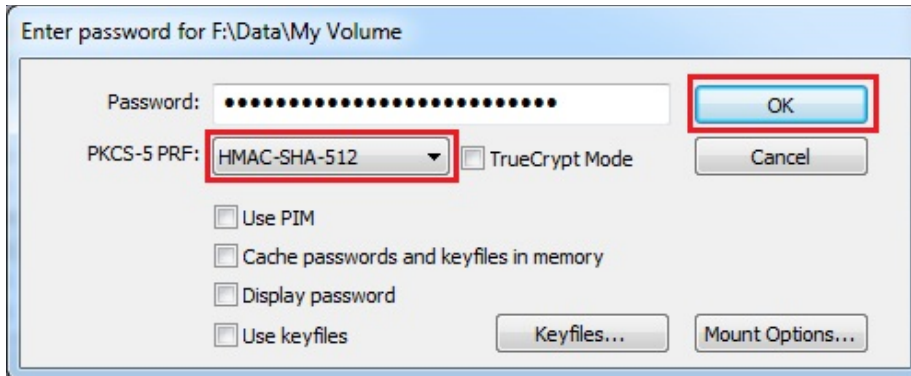 Enter password for F:\Data\My Volume
Password: ●●●●●●●●●●●●●●●●●●●●●●●●●●● OK
PKCS-5 PRF: HMAC-SHA-512 TrueCrypt Mode Cancel
Use PIM
Cache passwords and keyfiles in memory
Display password
Use keyfiles Keyfiles... Mount Options...